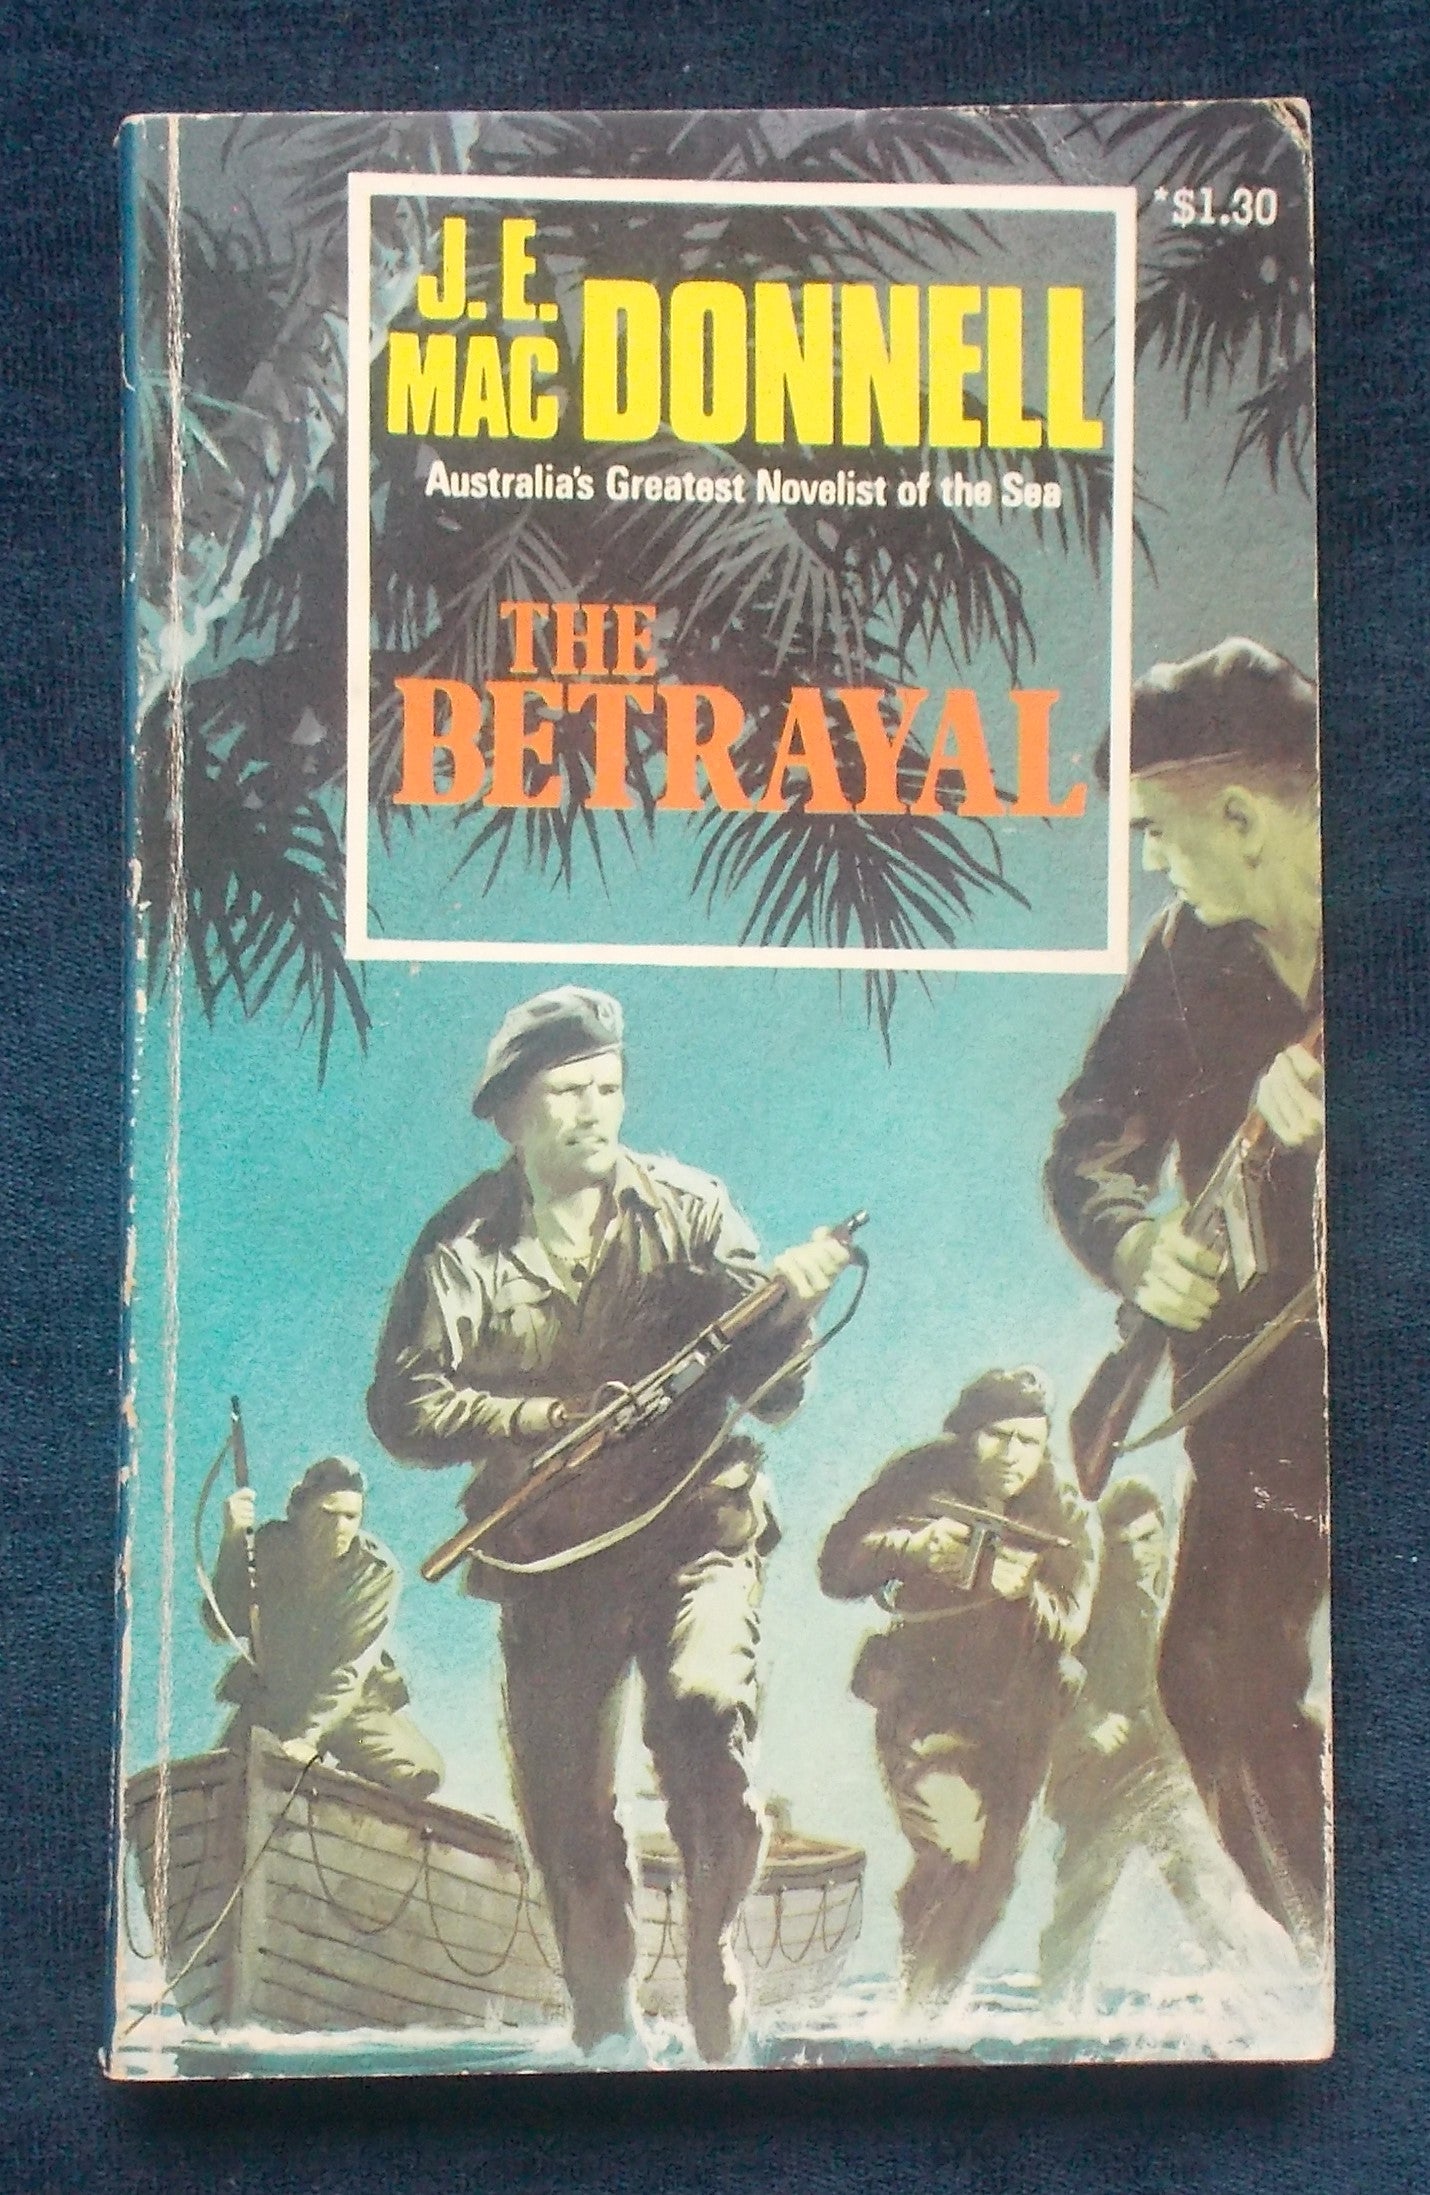 *$1.30
J. E.
MAC DONNELL
Australia's Greatest Novelist of the Sea
THE
BETRAYAL